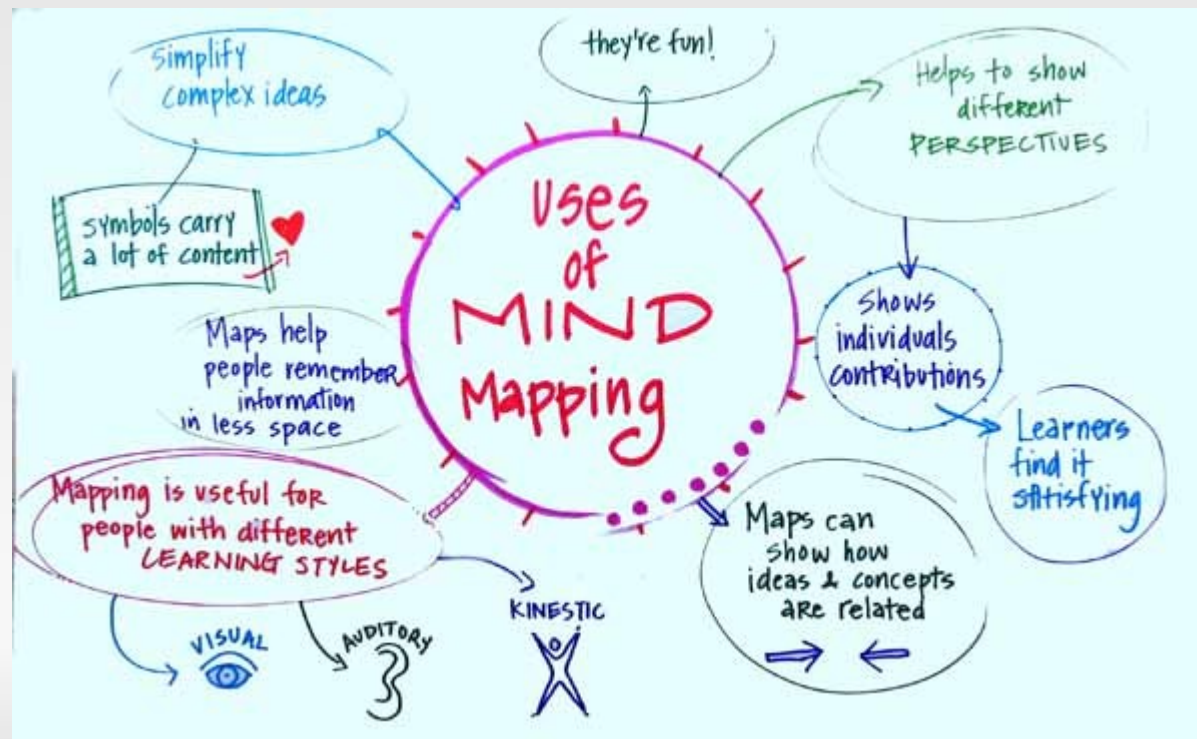 Uses
of
MIND
Mapping
they're fun!
Helps to show
different
PERSPECTIVES
Shows
individuals
contributions
Learners
find it
satisfying
Maps can
show how
ideas & concepts
are related
KINESTIC
AUDITORY
VISUAL
Mapping is useful for
people with different
LEARNING STYLES
Maps help
people remember
information
in less space
Simplify
complex ideas
symbols carry
a lot of content